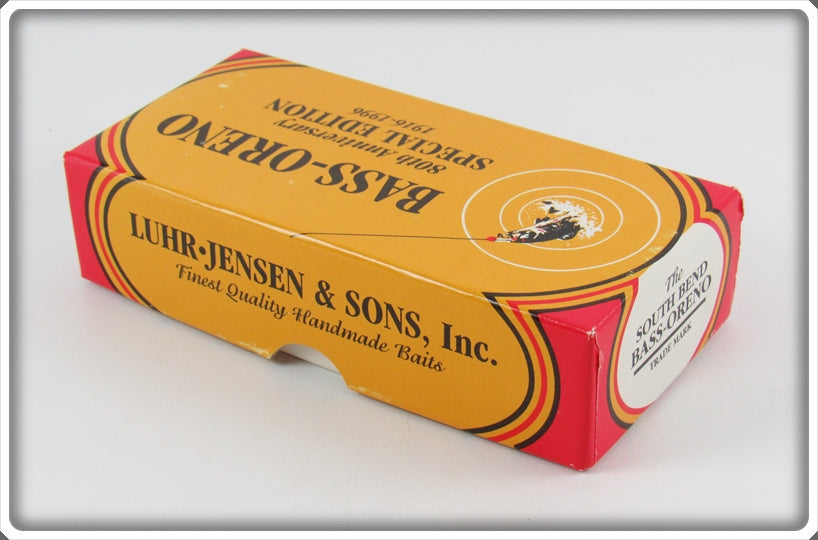 BASS-ORENO
80th Anniversary
SPECIAL EDITION
1916-1996
LUHR•JENSEN & SONS, Inc.
Finest Quality Handmade Baits
The
SOUTH BEND
BASS-ORENO
TRADE MARK